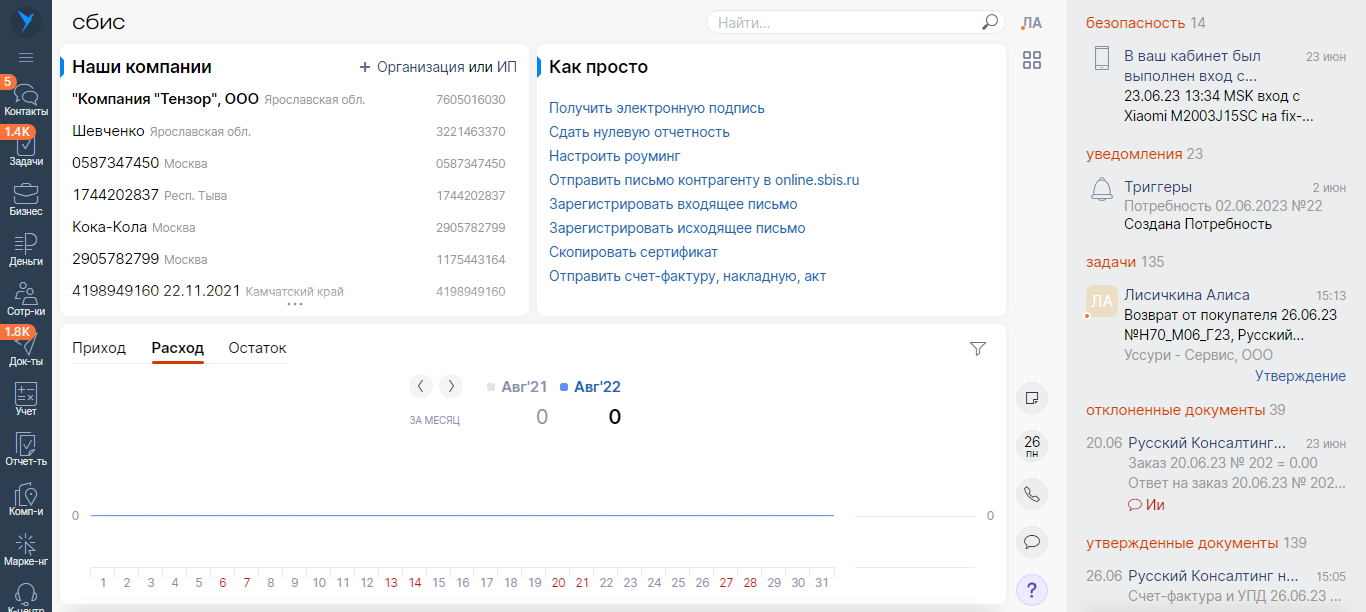 5
Контакты
1.4K
Задачи
Бизнес
Деньги
Сотр-ки
1.8K
Док-ты
Учет
Отчет-ть
Комп-и
Марке-нг
К-центр
сбис
Найти...
ЛА
Наши компании
+ Организация или ИП
"Компания "Тензор", ООО Ярославская обл. 7605016030
Шевченко Ярославская обл. 3221463370
0587347450 Москва 0587347450
1744202837 Респ. Тыва 1744202837
Кока-Кола Москва 2905782799
2905782799 Москва 1175443164
4198949160 22.11.2021 Камчатский край 4198949160
Как просто
Получить электронную подпись
Сдать нулевую отчетность
Настроить роуминг
Отправить письмо контрагенту в online.sbis.ru
Зарегистрировать входящее письмо
Зарегистрировать исходящее письмо
Скопировать сертификат
Отправить счет-фактуру, накладную, акт
Приход Расход Остаток
Авг'21 Авг'22
ЗА МЕСЯЦ 0 0
0 0
1 2 3 4 5 6 7 8 9 10 11 12 13 14 15 16 17 18 19 20 21 22 23 24 25 26 27 28 29 30 31
26
ПН
?
безопасность 14
В ваш кабинет был 23 июн
выполнен вход с...
23.06.23 13:34 MSK вход с
Xiaomi M2003J15SC на fix-...
уведомления 23
Триггеры 2 июн
Потребность 02.06.2023 №22
Создана Потребность
задачи 135
ЛА
Лисичкина Алиса 15:13
Возврат от покупателя 26.06.23
№Н70_М06_Г23, Русский...
Уссури - Сервис, ООО
Утверждение
отклоненные документы 39
20.06 Русский Консалтинг... 23 июн
Заказ 20.06.23 № 202 = 0.00
Ответ на заказ 20.06.23 № 202...
Ии
утвержденные документы 139
26.06 Русский Консалтинг н... 15:05
Счет-фактура и УПД 26.06.23 ...